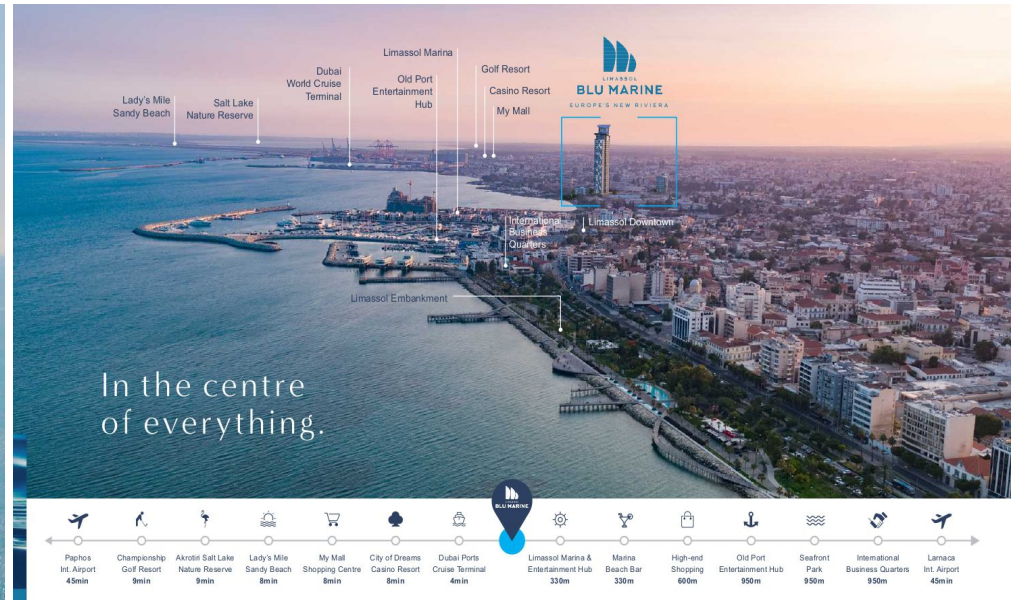 Limassol Marina
Dubai
World Cruise
Terminal
Old Port
Entertainment
Hub
Golf Resort
Casino Resort
My Mall
Lady's Mile
Sandy Beach
Salt Lake
Nature Reserve
LIMASSOL
BLU MARINE
EUROPE'S NEW RIVIERA
International
Business
Quarters
Limassol Downtown
Limassol Embankment
In the centre
of everything.
BLU MARINE
Paphos
Int. Airport
45min
Championship
Golf Resort
9min
Akrotiri Salt Lake
Nature Reserve
9min
Lady's Mile
Sandy Beach
8min
My Mall
Shopping Centre
8min
City of Dreams
Casino Resort
8min
Dubai Ports
Cruise Terminal
4min
Limassol Marina &
Entertainment Hub
330m
Marina
Beach Bar
330m
High-end
Shopping
600m
Old Port
Entertainment Hub
950m
Seafront
Park
950m
International
Business Quarters
950m
Larnaca
Int. Airport
45min